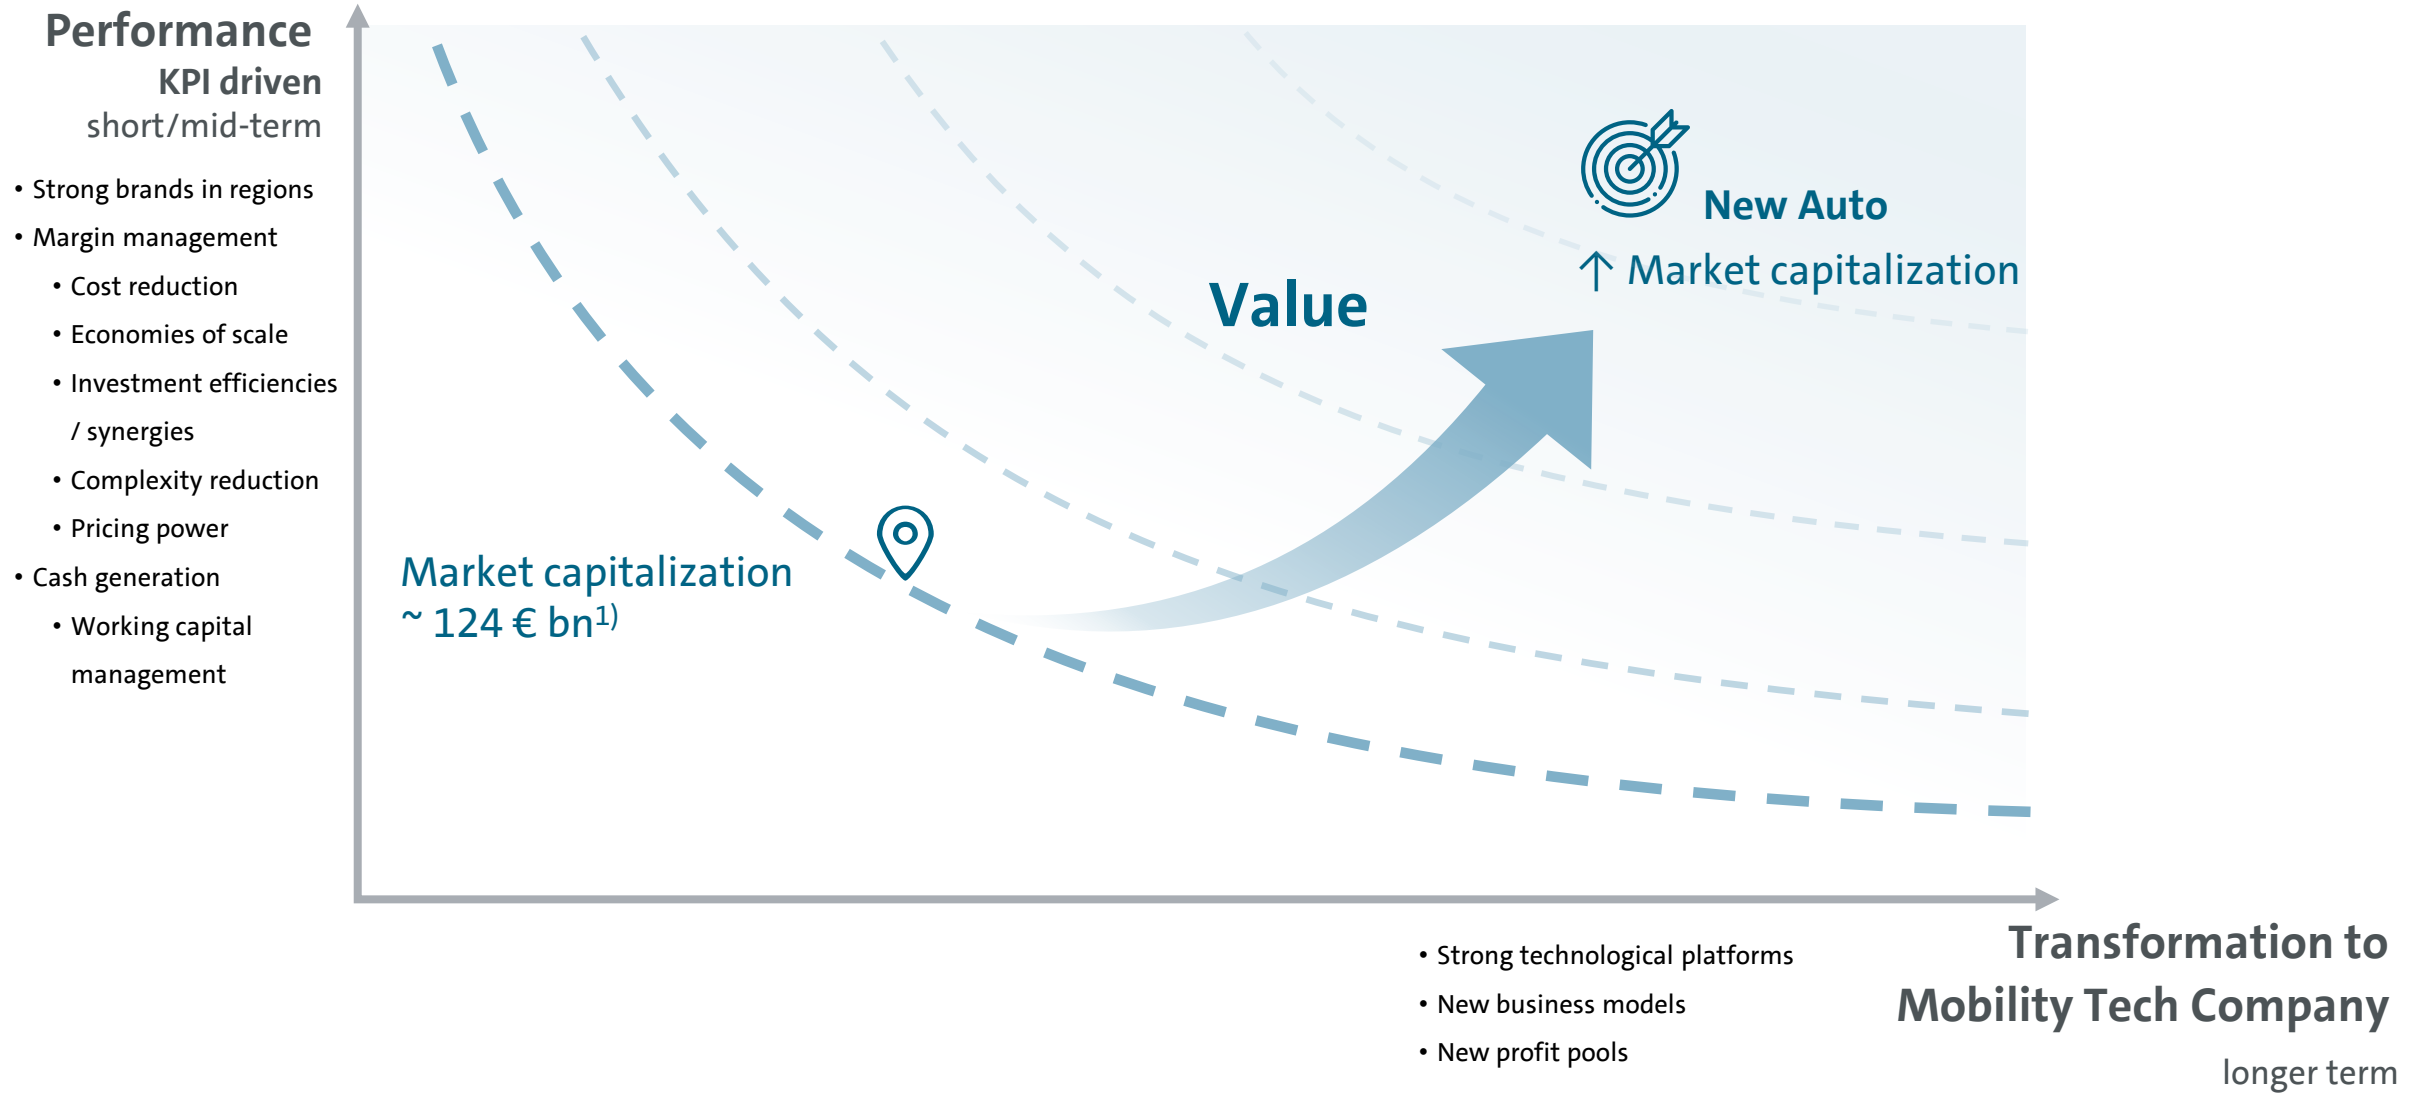 Performance
KPI driven
short/mid-term
• Strong brands in regions
• Margin management
• Cost reduction
• Economies of scale
• Investment efficiencies
/ synergies
• Complexity reduction
• Pricing power
• Cash generation
• Working capital
management
Market capitalization
~ 124 € bn1)
Value
New Auto
↑ Market capitalization
• Strong technological platforms
• New business models
• New profit pools
Transformation to
Mobility Tech Company
longer term